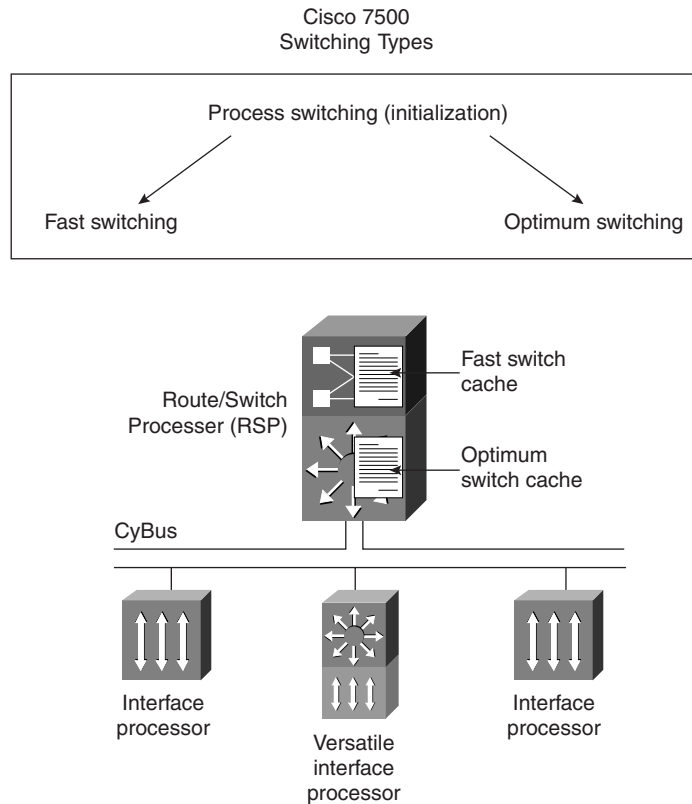 Cisco 7500
Switching Types
Process switching (initialization)
Fast switching
Optimum switching
Fast switch
cache
Route/Switch
Processer (RSP)
Optimum
switch cache
CyBus
Interface
processor
Versatile
interface
processor
Interface
processor